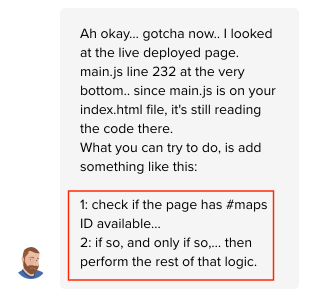 Ah okay... gotcha now.. I looked
at the live deployed page.
main.js line 232 at the very
bottom.. since main.js is on your
index.html file, it's still reading
the code there.
What you can try to do, is add
something like this:
1: check if the page has #maps
ID available...
2: if so, and only if so,... then
perform the rest of that logic.